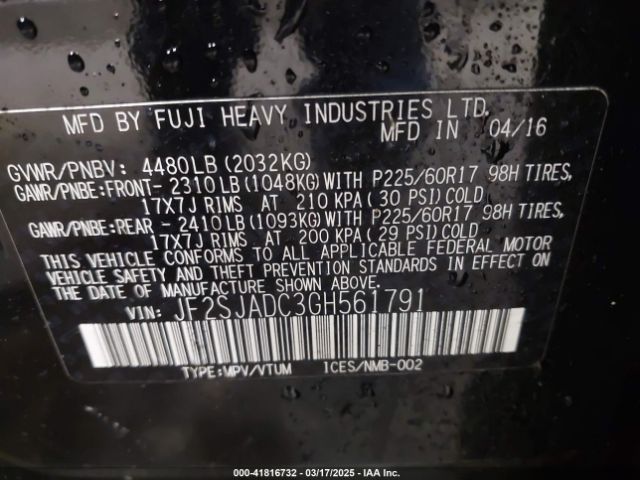 MFD BY FUJI HEAVY INDUSTRIES LTD.
MFD IN 04/16
GVWR/PNBV: 4480LB (2032KG)
GAWR/PNBE:FRONT- 2310LB (1048KG) WITH P225/60R17 98H TIRES,
17X7J RIMS AT 210 KPA (30 PSI) COLD
GAWR/PNBE:REAR - 2410LB (1093KG) WITH P225/60R17 98H TIRES,
17X7J RIMS AT 200 KPA (29 PSI) COLD
THIS VEHICLE CONFORMS TO ALL APPLICABLE FEDERAL MOTOR
VEHICLE SAFETY AND THEFT PREVENTION STANDARDS IN EFFECT ON
THE DATE OF MANUFACTURE SHOWN ABOVE.
VIN: JF2SJADC3GH561791
TYPE:MPV/VTUM ICES/NMB-002
000-41816732 — 03/17/2025 — IAA Inc.